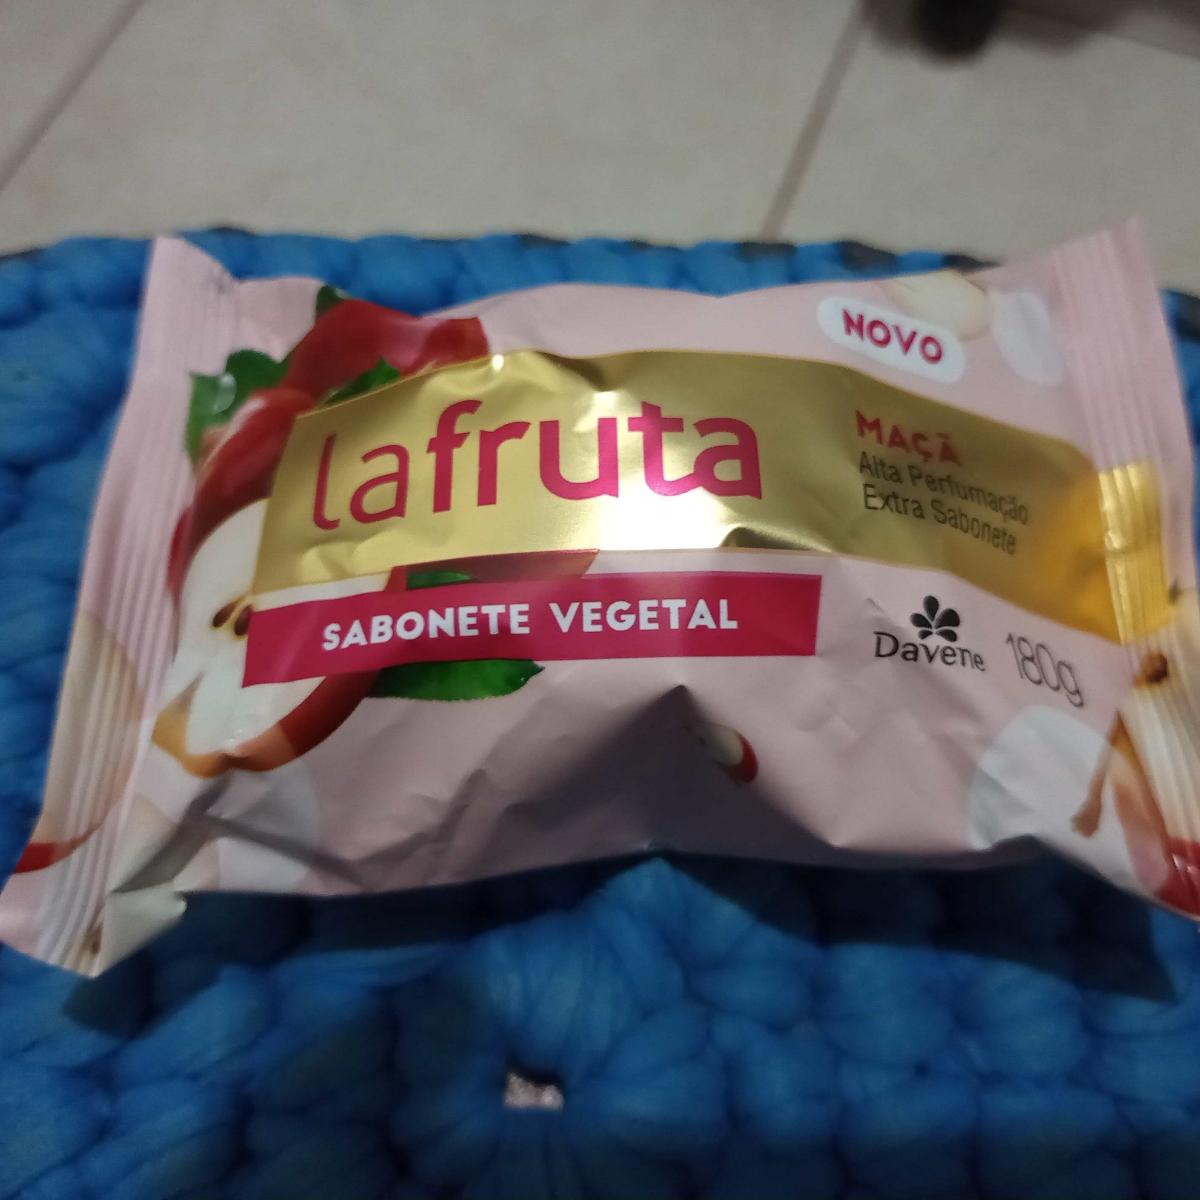 NOVO
lafruta
MAÇÃ
Alta Perfumação
Extra Sabonete
SABONETE VEGETAL
Davene
180g